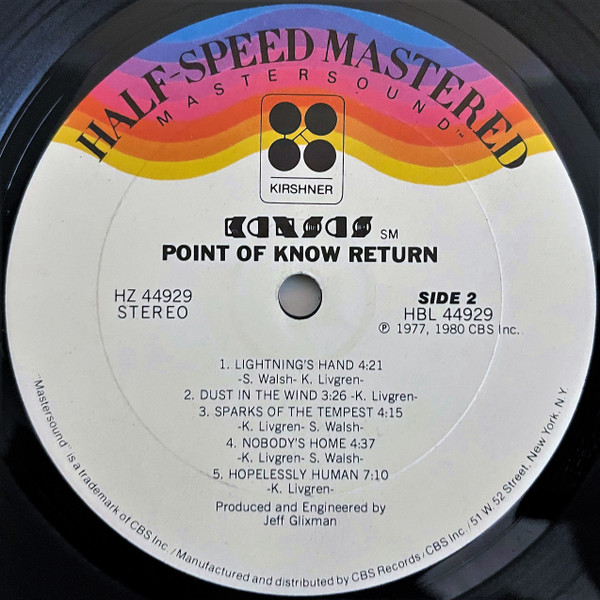 HALF-SPEED MASTERED
MASTERSOUND™
KIRSHNER
KANSAS SM
POINT OF KNOW RETURN
HZ 44929
STEREO
SIDE 2
HBL 44929
℗ 1977, 1980 CBS Inc.
1. LIGHTNING'S HAND 4:21
-S. Walsh- K. Livgren-
2. DUST IN THE WIND 3:26 -K. Livgren-
3. SPARKS OF THE TEMPEST 4:15
-K. Livgren- S. Walsh-
4. NOBODY'S HOME 4:37
-K. Livgren- S. Walsh-
5. HOPELESSLY HUMAN 7:10
-K. Livgren-
Produced and Engineered by
Jeff Glixman
"Mastersound" is a trademark of CBS Inc. / Manufactured and distributed by CBS Records, CBS Inc. / 51 W. 52 Street, New York, N.Y.